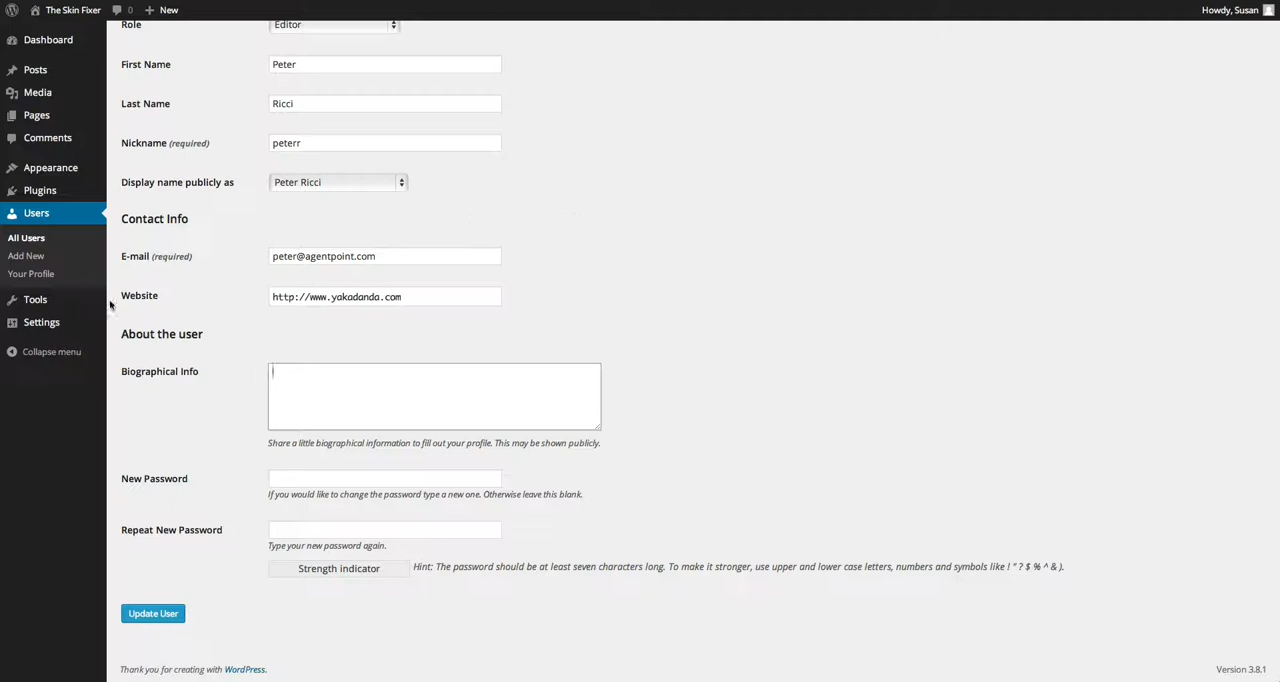 The Skin Fixer 0 New Howdy, Susan
Dashboard
Posts
Media
Pages
Comments
Appearance
Plugins
Users
All Users
Add New
Your Profile
Tools
Settings
Collapse menu
Role Editor
First Name Peter
Last Name Ricci
Nickname (required) peterr
Display name publicly as Peter Ricci
Contact Info
E-mail (required) peter@agentpoint.com
Website http://www.yakadanda.com
About the user
Biographical Info
Share a little biographical information to fill out your profile. This may be shown publicly.
New Password
If you would like to change the password type a new one. Otherwise leave this blank.
Repeat New Password
Type your new password again.
Strength indicator Hint: The password should be at least seven characters long. To make it stronger, use upper and lower case letters, numbers and symbols like ! " ? $ % ^ & ).
Update User
Thank you for creating with WordPress. Version 3.8.1